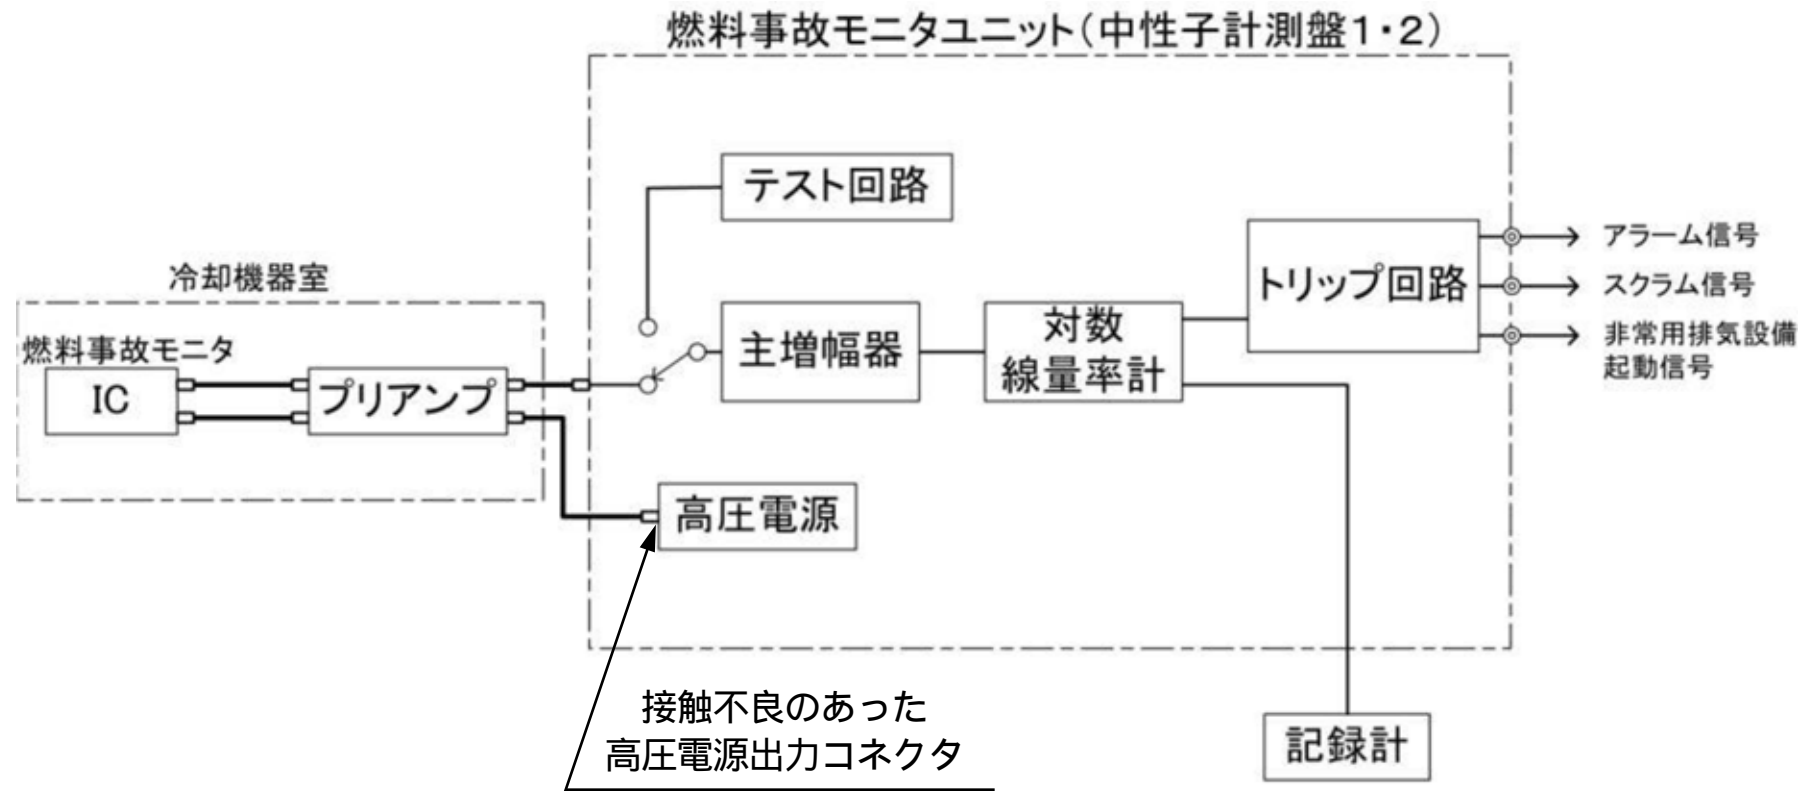 燃料事故モニタユニット(中性子計測盤1・2)
テスト回路
冷却機器室
燃料事故モニタ
IC
プリアンプ
主増幅器
対数
線量率計
トリップ回路
アラーム信号
スクラム信号
非常用排気設備
起動信号
高圧電源
接触不良のあった
高圧電源出力コネクタ
記録計